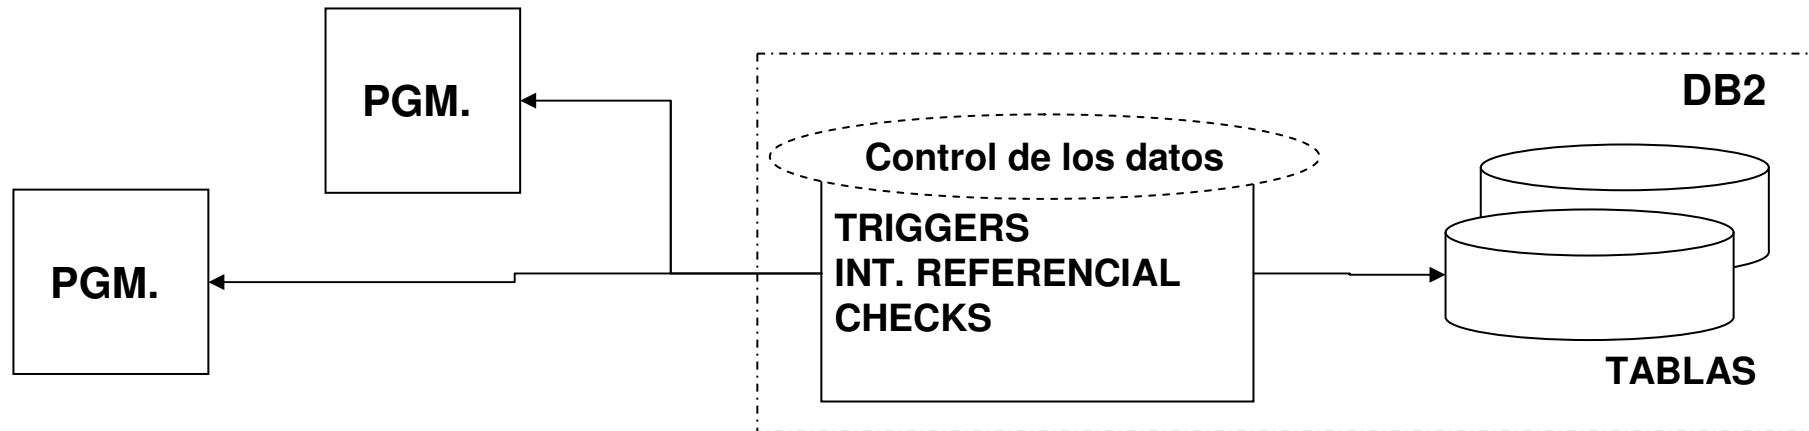 PGM.
DB2
Control de los datos
PGM.
TRIGGERS
INT. REFERENCIAL
CHECKS
TABLAS